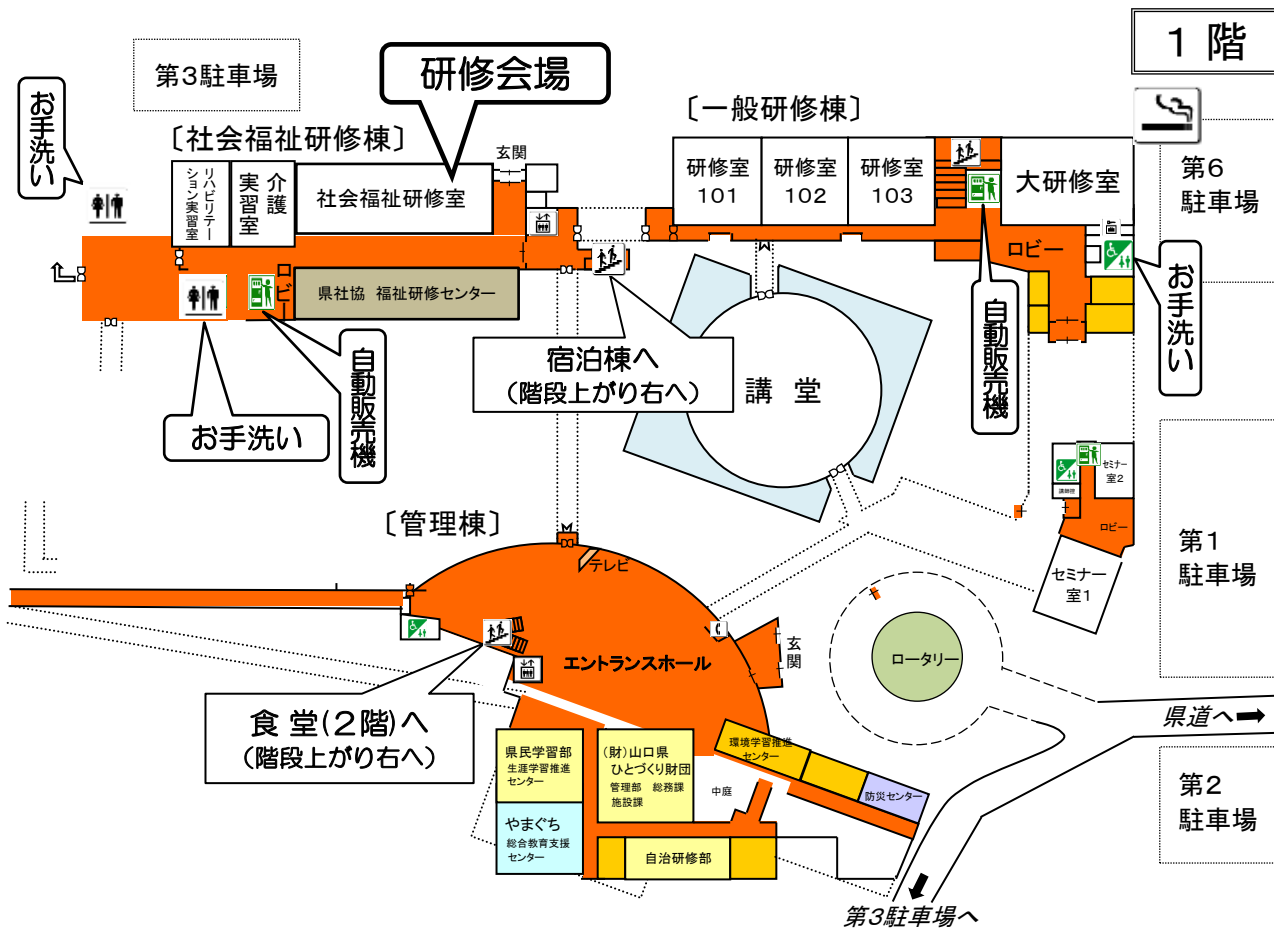 1 階
第3駐車場
研修会場
お手洗い
〔社会福祉研修棟〕
〔一般研修棟〕
玄関
リハビリテー
ション実習室
介護
実習室
社会福祉研修室
研修室
101
研修室
102
研修室
103
大研修室
第6
駐車場
ロビー
ロビー
県社協 福祉研修センター
お手洗い
自動販売機
お手洗い
自動販売機
宿泊棟へ
(階段上がり右へ)
講 堂
セミナー
室2
講師控
ロビー
セミナー
室1
第1
駐車場
〔管理棟〕
テレビ
エントランスホール
玄関
ロータリー
食 堂(2階)へ
(階段上がり右へ)
県道へ
県民学習部
生涯学習推進
センター
(財)山口県
ひとづくり財団
管理部 総務課
施設課
環境学習推進
センター
防災センター
中庭
第2
駐車場
やまぐち
総合教育支援
センター
自治研修部
第3駐車場へ